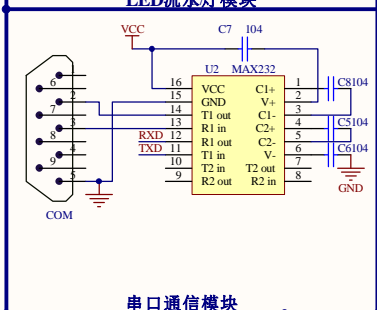 LED流水灯模块
VCC
C7 104
U2 MAX232
1
6
2
7
3
8
4
9
5
COM
16 VCC C1+ 1 C8104
15 GND V+ 2
14 T1 out C1- 3
13 R1 in C2+ 4 C5104
RXD 12 R1 out C2- 5
TXD 11 T1 in V- 6 C6104
10 T2 in T2 out 7
9 R2 out R2 in 8
GND
串口通信模块